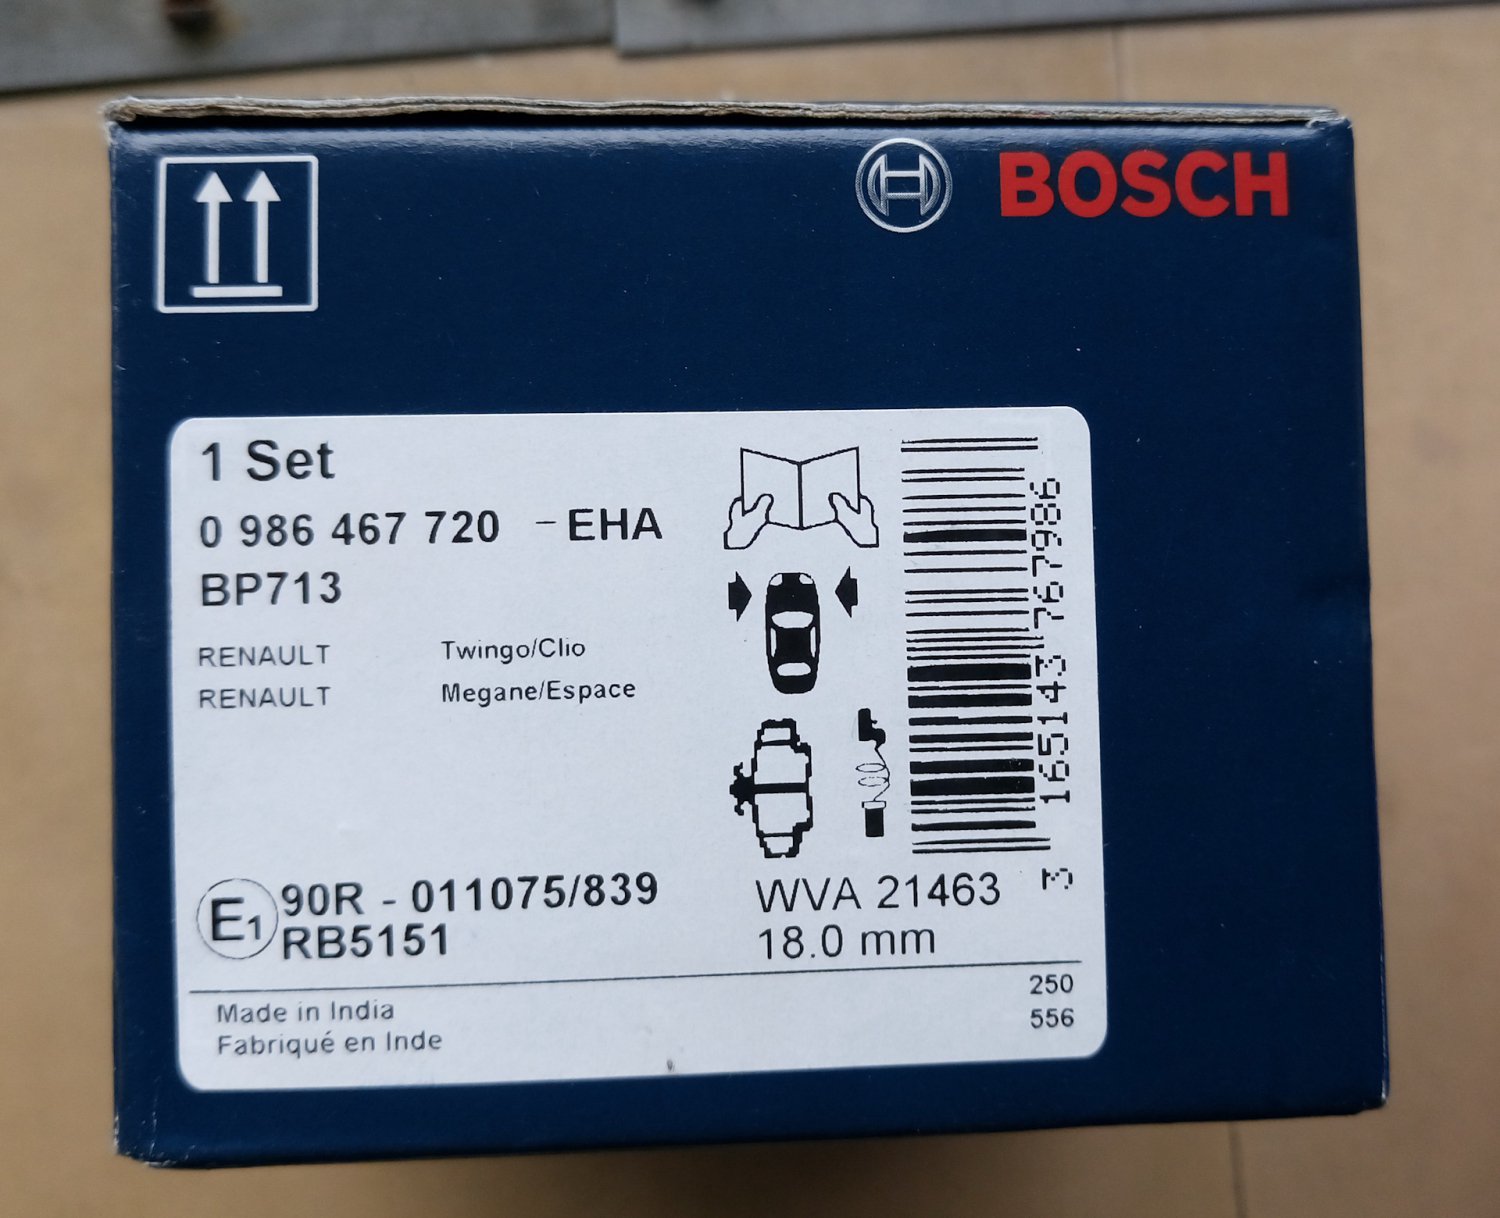 BOSCH
1 Set
0 986 467 720 - EHA
BP713
RENAULT Twingo/Clio
RENAULT Megane/Espace
3 165143 767986
E1 90R - 011075/839
RB5151
WVA 21463
18.0 mm
250
556
Made in India
Fabriqué en Inde